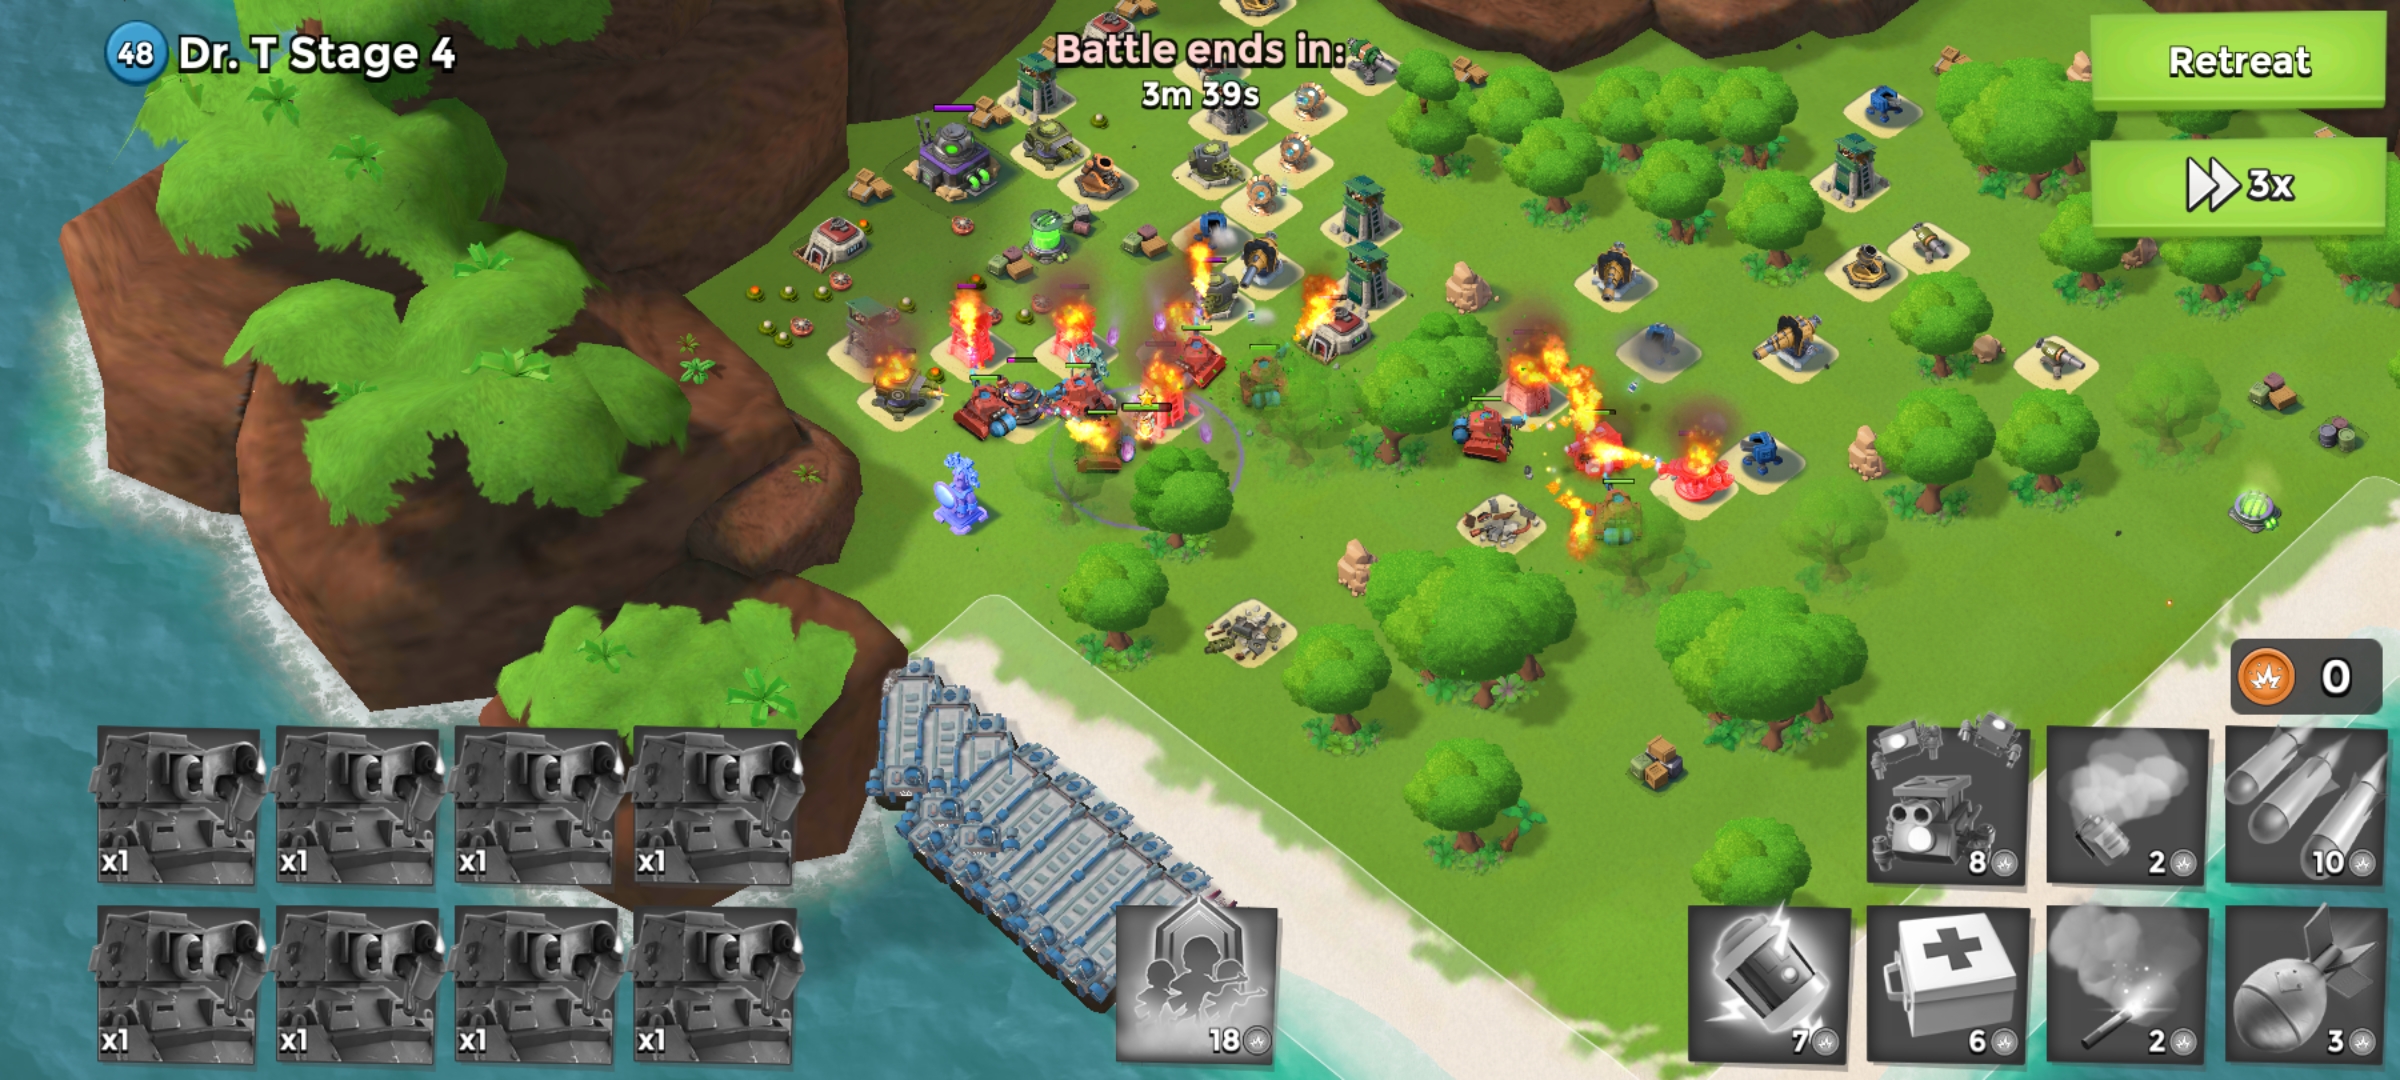 48 Dr. T Stage 4
Battle ends in:
3m 39s
Retreat
3x
0
x1 x1 x1 x1
8 2 10
x1 x1 x1 x1
18 7 6 2 3